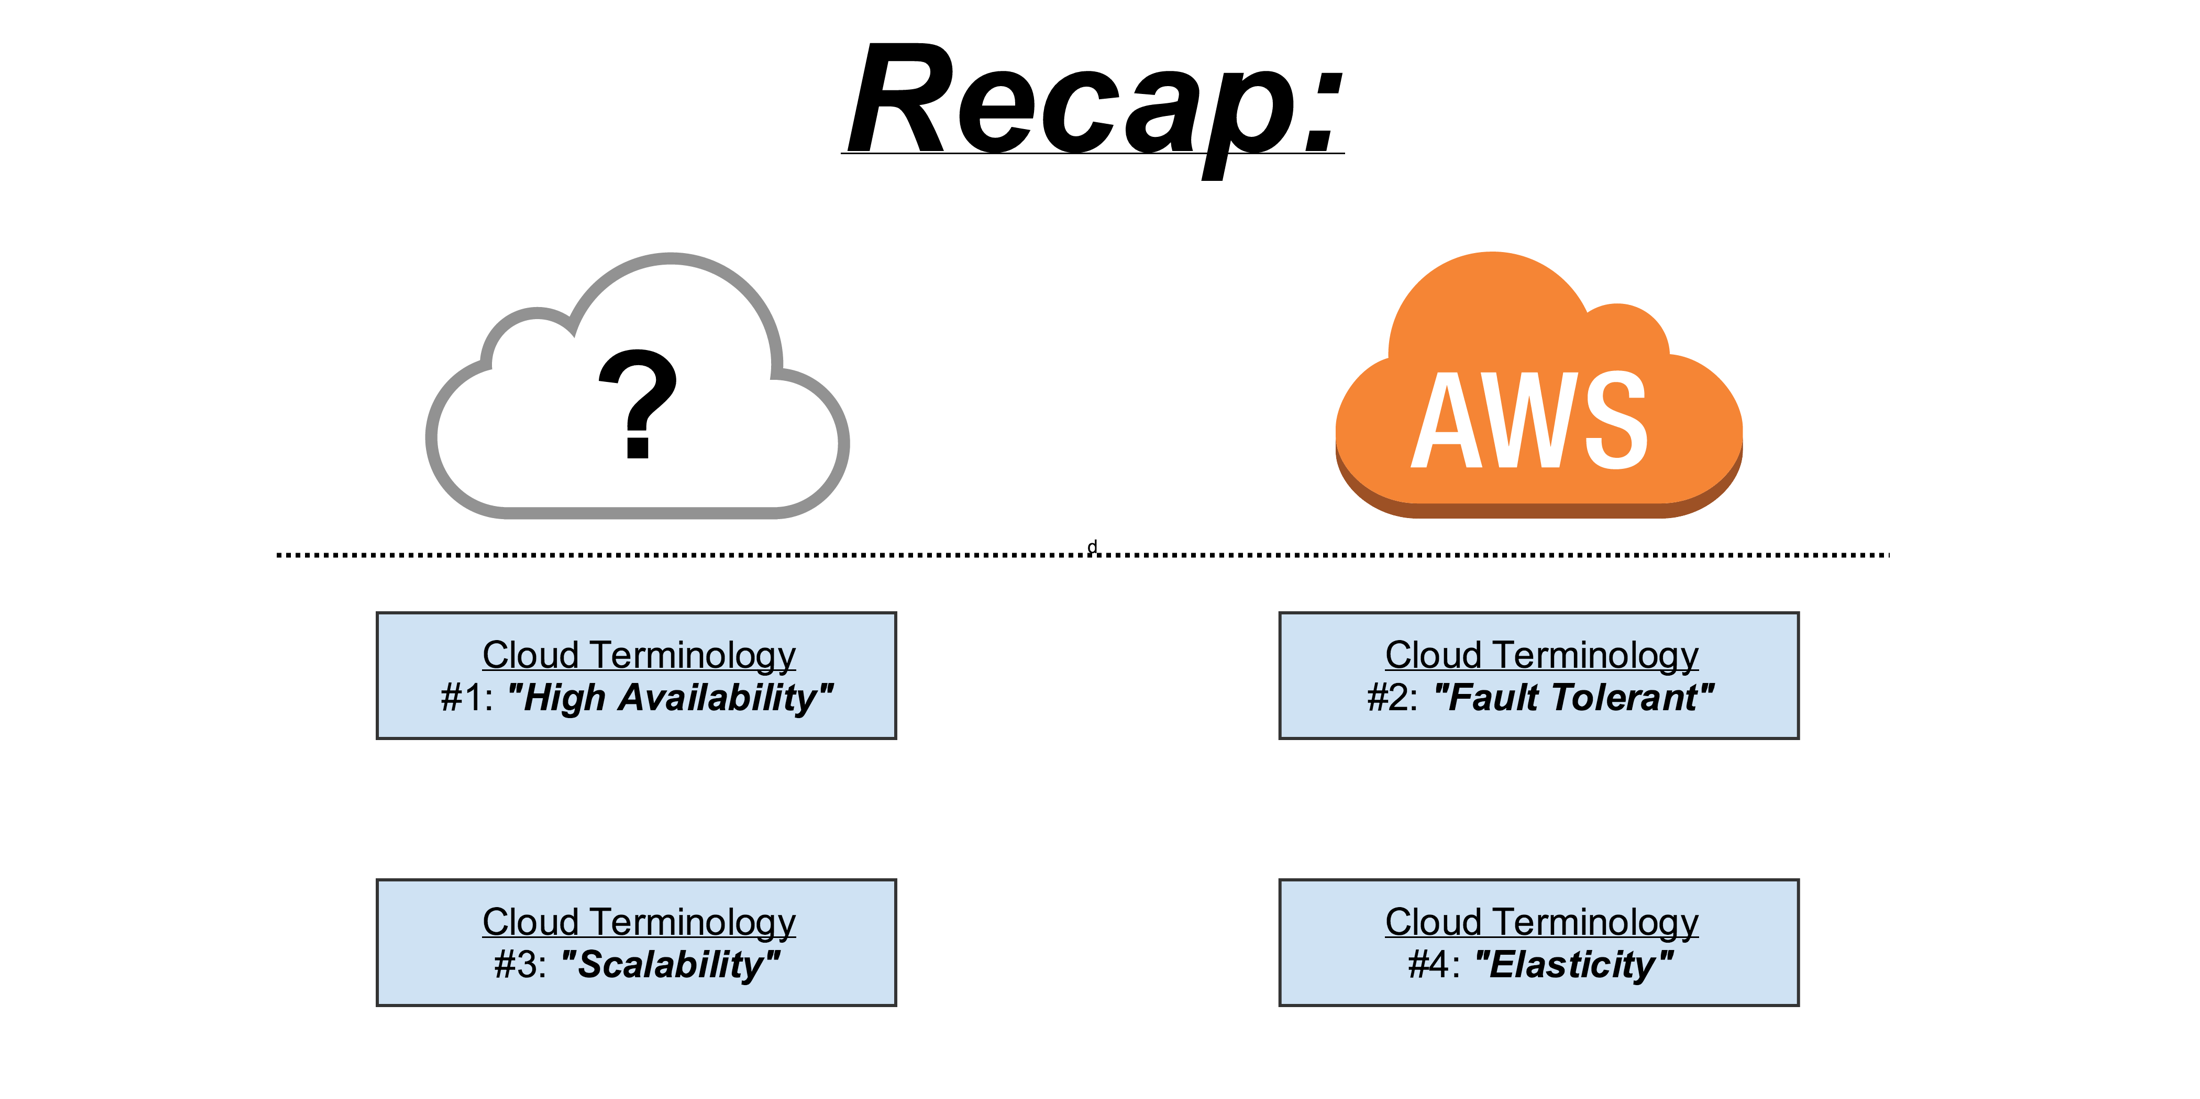 Recap:
?
AWS
d
Cloud Terminology
#1: "High Availability"
Cloud Terminology
#2: "Fault Tolerant"
Cloud Terminology
#3: "Scalability"
Cloud Terminology
#4: "Elasticity"